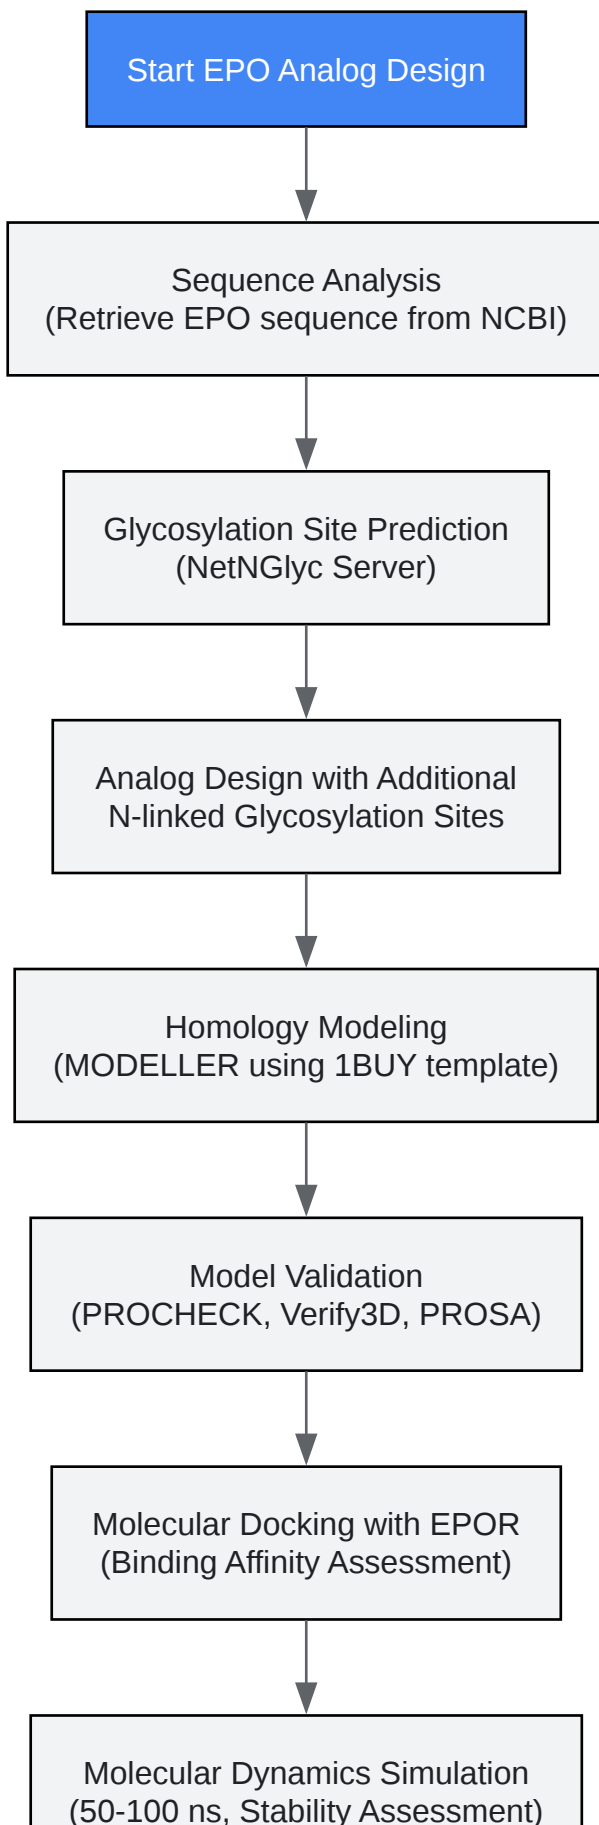 Start EPO Analog Design
Sequence Analysis
(Retrieve EPO sequence from NCBI)
Glycosylation Site Prediction
(NetNGlyc Server)
Analog Design with Additional
N-linked Glycosylation Sites
Homology Modeling
(MODELLER using 1BUY template)
Model Validation
(PROCHECK, Verify3D, PROSA)
Molecular Docking with EPOR
(Binding Affinity Assessment)
Molecular Dynamics Simulation
(50-100 ns, Stability Assessment)